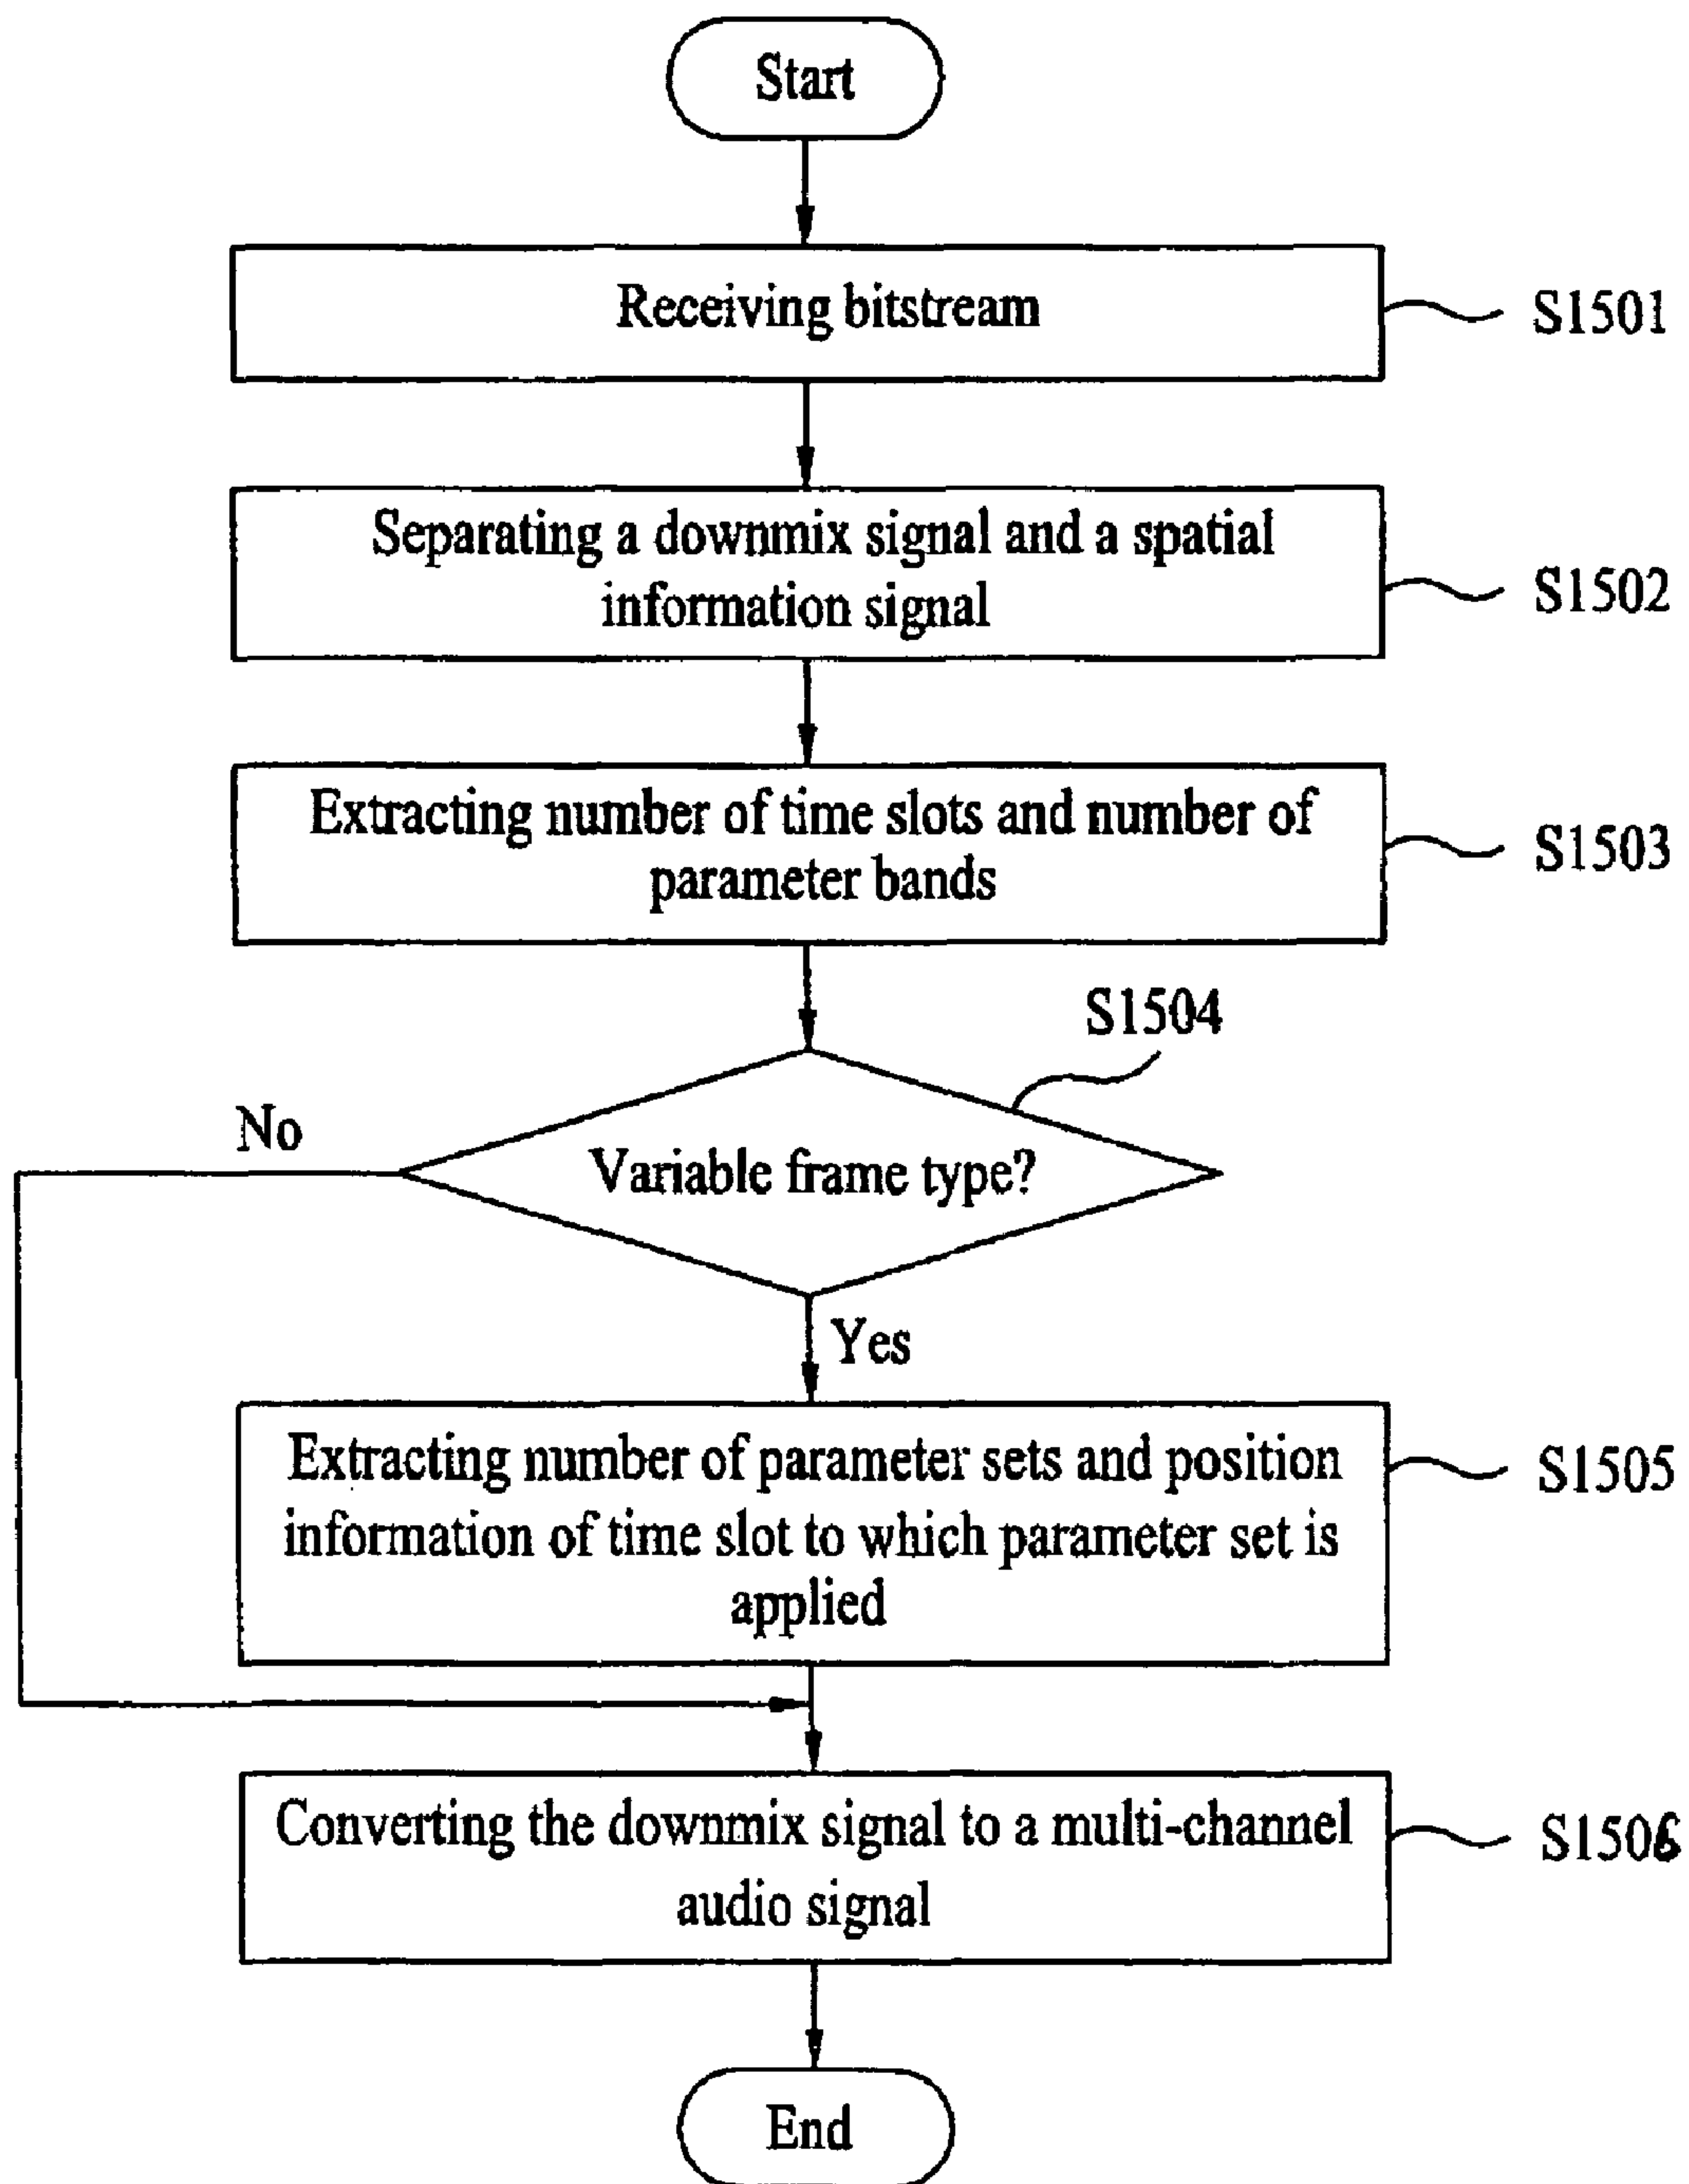 Start
Receiving bitstream
S1501
Separating a downmix signal and a spatial
information signal
S1502
Extracting number of time slots and number of
parameter bands
S1503
S1504
No
Variable frame type?
Yes
Extracting number of parameter sets and position
information of time slot to which parameter set is
applied
S1505
Converting the downmix signal to a multi-channel
audio signal
S1506
End